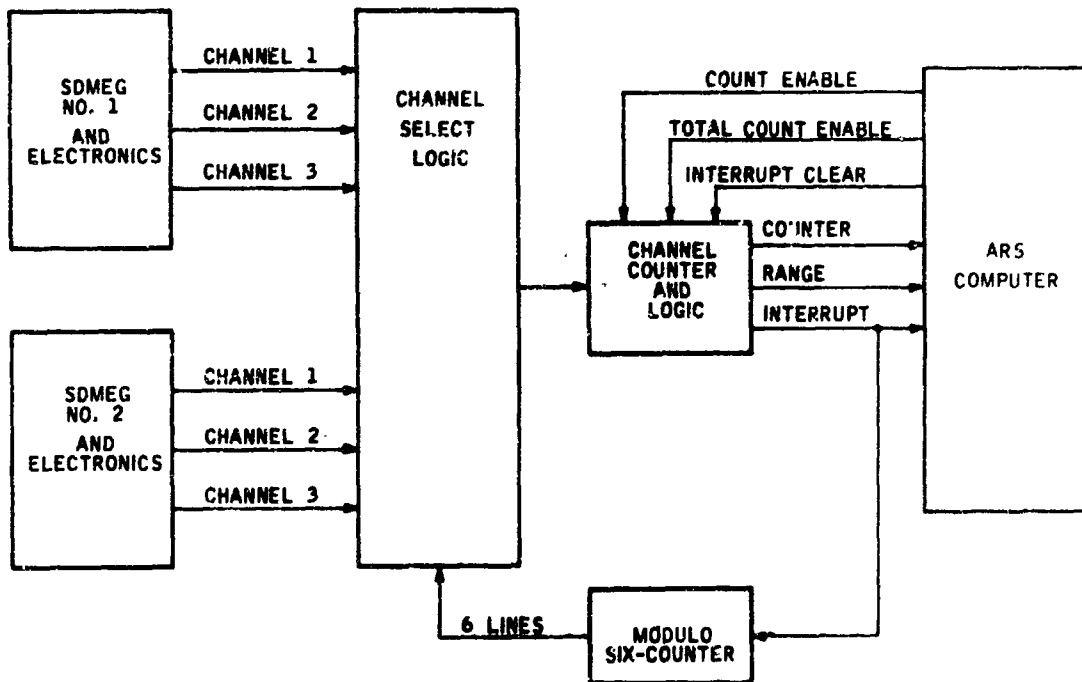 SDMEG
NO. 1
AND
ELECTRONICS
CHANNEL 1
CHANNEL 2
CHANNEL 3
CHANNEL
SELECT
LOGIC
COUNT ENABLE
TOTAL COUNT ENABLE
INTERRUPT CLEAR
CHANNEL
COUNTER
AND
LOGIC
CO'INTER
RANGE
INTERRUPT
ARS
COMPUTER
SDMEG
NO. 2
AND
ELECTRONICS
CHANNEL 1
CHANNEL 2
CHANNEL 3
6 LINES
MODULO
SIX-COUNTER